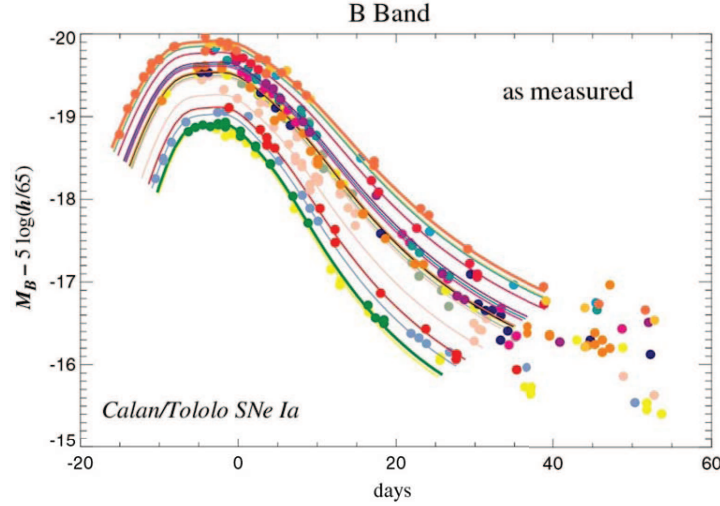 B Band
-20
as measured
-19
-18
M_B – 5 log(h/65)
-17
-16
Calan/Tololo SNe Ia
-15
-20
0
20
40
60
days